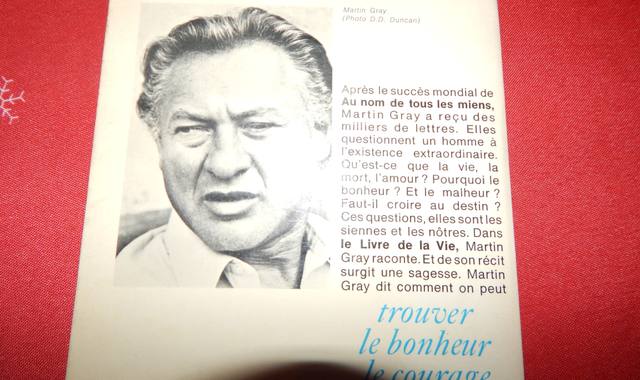 Martin Gray
(Photo D.D. Duncan)
Après le succès mondial de
Au nom de tous les miens,
Martin Gray a reçu des
milliers de lettres. Elles
questionnent un homme à
l'existence extraordinaire.
Qu'est-ce que la vie, la
mort, l'amour ? Pourquoi le
bonheur ? Et le malheur ?
Faut-il croire au destin ?
Ces questions, elles sont les
siennes et les nôtres. Dans
le Livre de la Vie, Martin
Gray raconte. Et de son récit
surgit une sagesse. Martin
Gray dit comment on peut
trouver
le bonheur
le courage